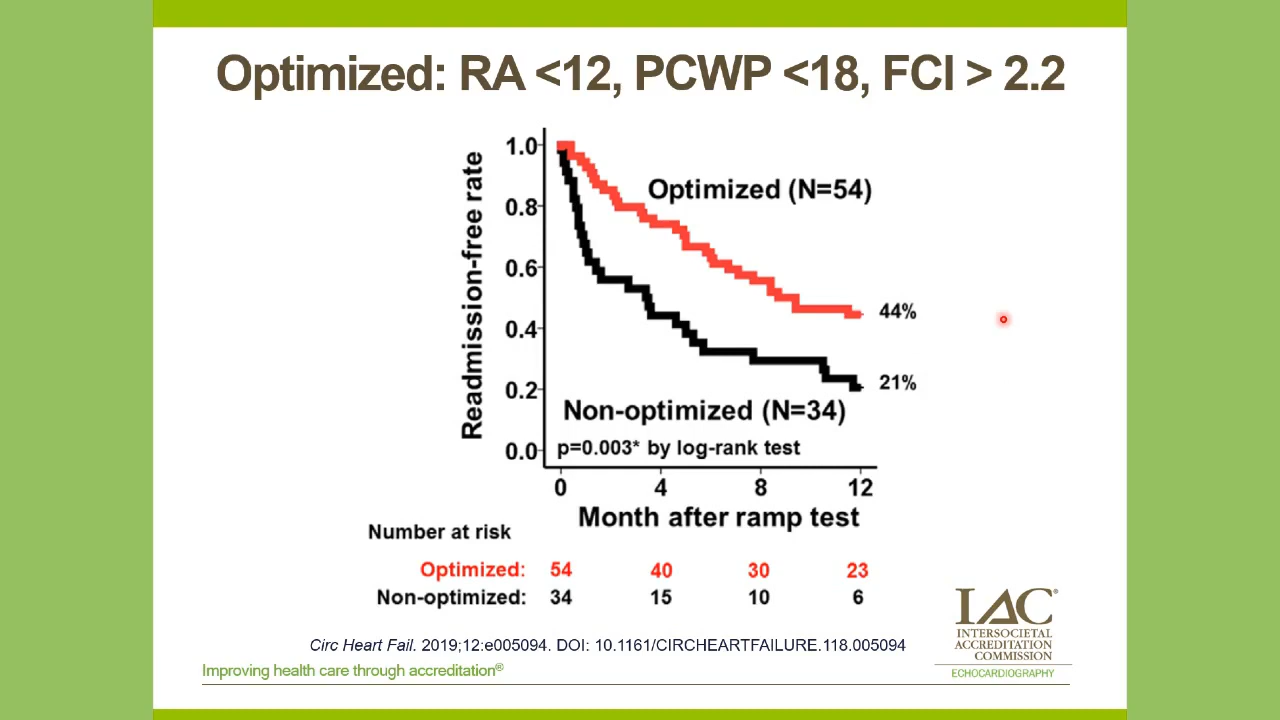 Optimized: RA <12, PCWP <18, FCI > 2.2
Readmission-free rate
1.0
0.8
0.6
0.4
0.2
0.0
Optimized (N=54)
44%
21%
Non-optimized (N=34)
p=0.003* by log-rank test
0 4 8 12
Month after ramp test
Number at risk
Optimized: 54 40 30 23
Non-optimized: 34 15 10 6
Circ Heart Fail. 2019;12:e005094. DOI: 10.1161/CIRCHEARTFAILURE.118.005094
Improving health care through accreditation®
IAC®
INTERSOCIETAL
ACCREDITATION
COMMISSION
ECHOCARDIOGRAPHY